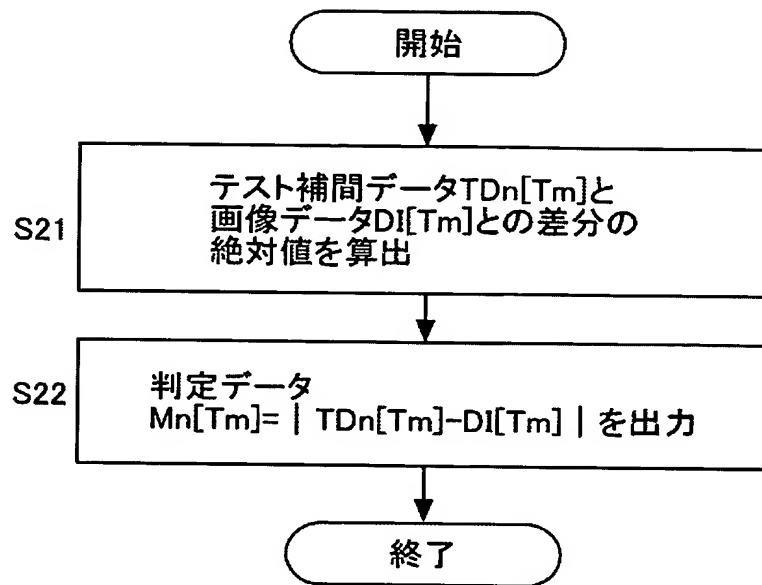 開始
S21
テスト補間データTDn[Tm]と
画像データDI[Tm]との差分の
絶対値を算出
S22
判定データ
Mn[Tm]=｜TDn[Tm]-DI[Tm]｜を出力
終了